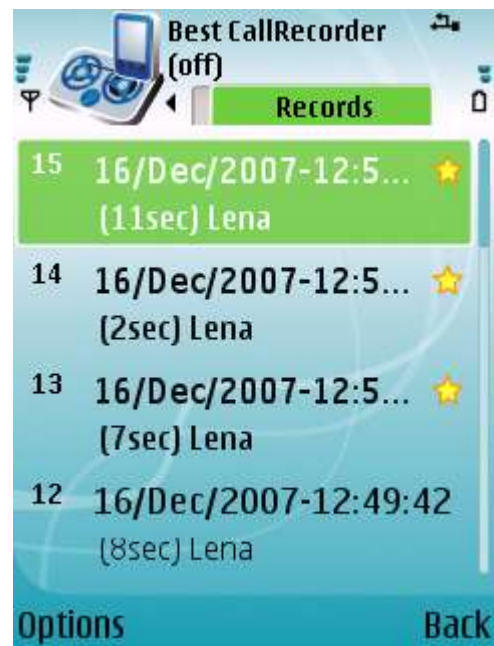 Best CallRecorder
(off)
Records
15 16/Dec/2007-12:5...
(11sec) Lena
14 16/Dec/2007-12:5...
(2sec) Lena
13 16/Dec/2007-12:5...
(7sec) Lena
12 16/Dec/2007-12:49:42
(8sec) Lena
Options Back